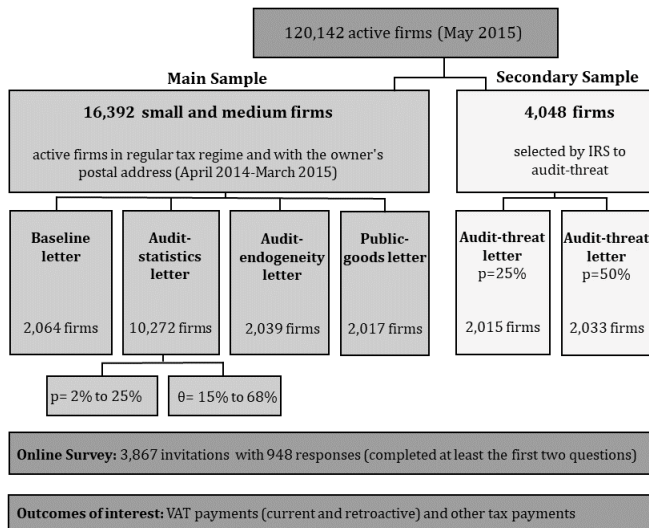 120,142 active firms (May 2015)
Main Sample
Secondary Sample
16,392 small and medium firms
active firms in regular tax regime and with the owner's
postal address (April 2014-March 2015)
4,048 firms
selected by IRS to
audit-threat
Baseline
letter
2,064 firms
Audit-
statistics
letter
10,272 firms
Audit-
endogeneity
letter
2,039 firms
Public-
goods letter
2,017 firms
Audit-threat
letter
p=25%
2,015 firms
Audit-threat
letter
p=50%
2,033 firms
p= 2% to 25%
θ= 15% to 68%
Online Survey: 3,867 invitations with 948 responses (completed at least the first two questions)
Outcomes of interest: VAT payments (current and retroactive) and other tax payments